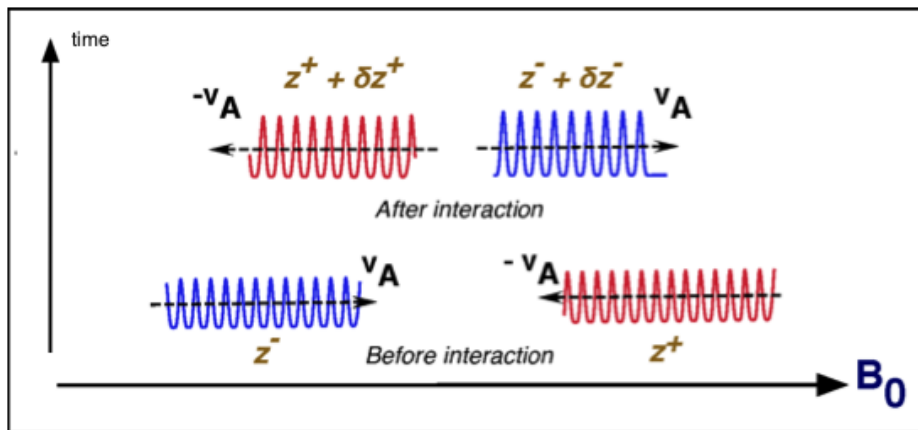 time
z⁺ + δz⁺
z⁻ + δz⁻
-vA
vA
After interaction
vA
- vA
z⁻
Before interaction
z⁺
B₀